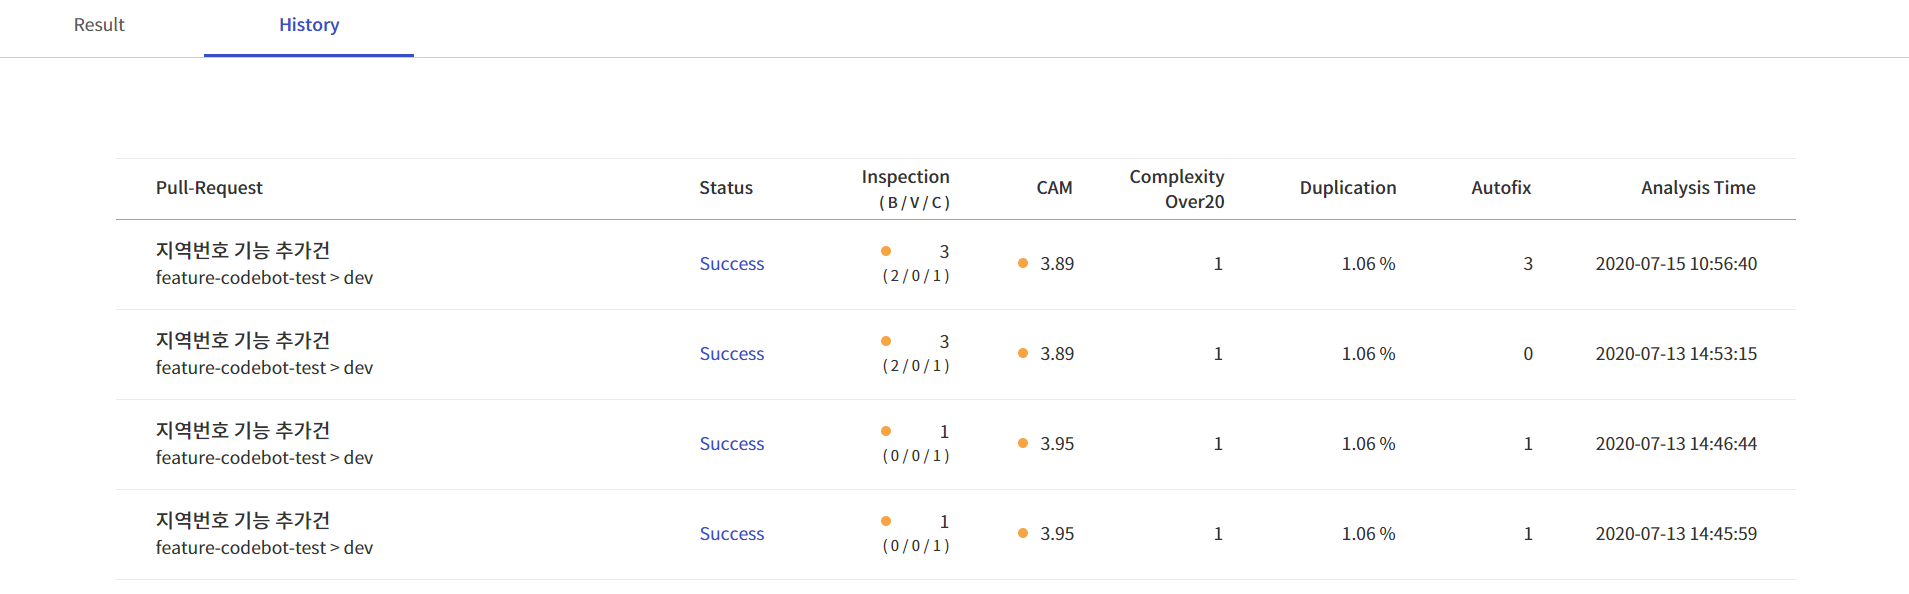 Result History
Pull-Request Status Inspection ( B / V / C ) CAM Complexity Over20 Duplication Autofix Analysis Time
지역번호 기능 추가건
feature-codebot-test > dev
Success
3
( 2 / 0 / 1 )
3.89
1
1.06 %
3
2020-07-15 10:56:40
지역번호 기능 추가건
feature-codebot-test > dev
Success
3
( 2 / 0 / 1 )
3.89
1
1.06 %
0
2020-07-13 14:53:15
지역번호 기능 추가건
feature-codebot-test > dev
Success
1
( 0 / 0 / 1 )
3.95
1
1.06 %
1
2020-07-13 14:46:44
지역번호 기능 추가건
feature-codebot-test > dev
Success
1
( 0 / 0 / 1 )
3.95
1
1.06 %
1
2020-07-13 14:45:59